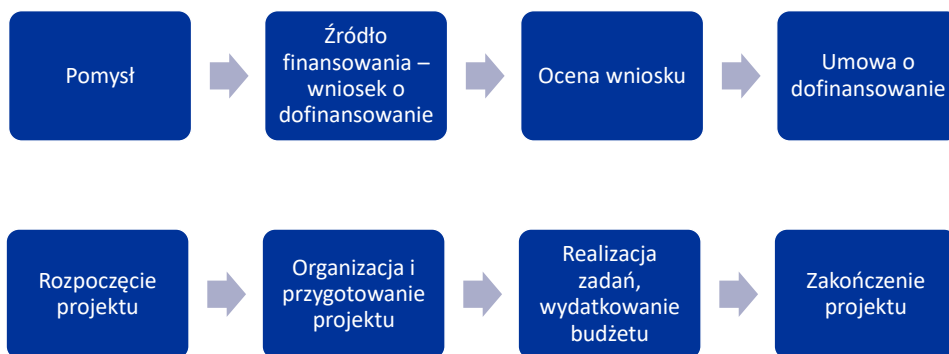 Pomysł
Źródło
finansowania –
wniosek o
dofinansowanie
Ocena wniosku
Umowa o
dofinansowanie
Rozpoczęcie
projektu
Organizacja i
przygotowanie
projektu
Realizacja
zadań,
wydatkowanie
budżetu
Zakończenie
projektu